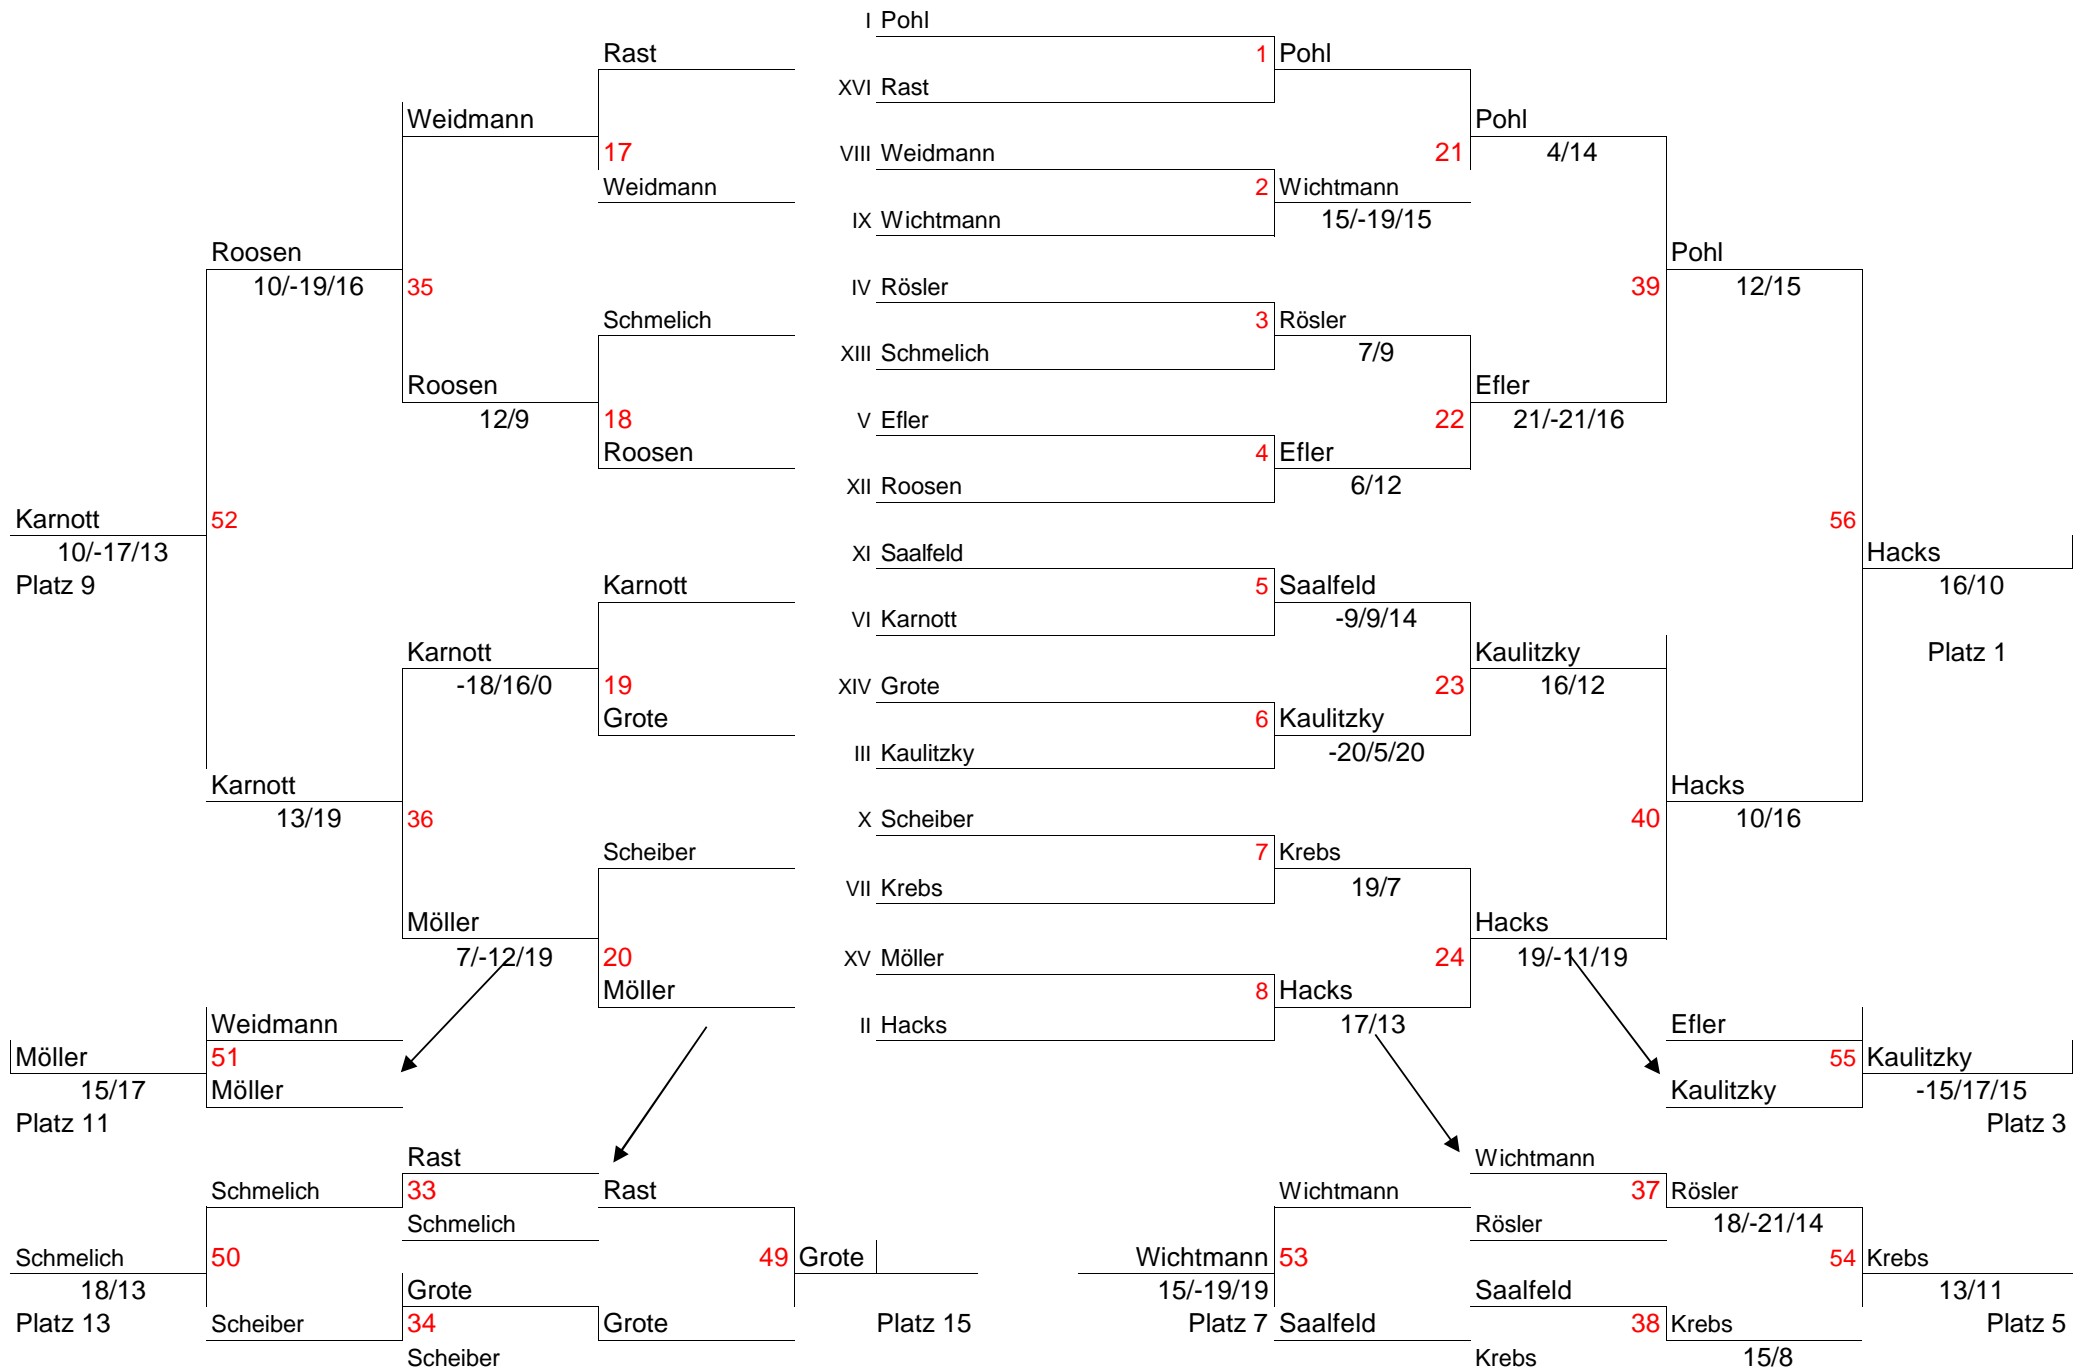 I Pohl
Rast 1 Pohl
XVI Rast
Weidmann Pohl
17 VIII Weidmann 21 4/14
Weidmann 2 Wichtmann
IX Wichtmann 15/-19/15
Roosen Pohl
10/-19/16 35 IV Rösler 39 12/15
Schmelich 3 Rösler
XIII Schmelich 7/9
Roosen Efler
12/9 18 V Efler 22 21/-21/16
Roosen 4 Efler
XII Roosen 6/12
Karnott 52 56
10/-17/13 XI Saalfeld Hacks
Platz 9 Karnott 5 Saalfeld 16/10
VI Karnott -9/9/14
Karnott Kaulitzky Platz 1
-18/16/0 19 XIV Grote 23 16/12
Grote 6 Kaulitzky
III Kaulitzky -20/5/20
Karnott Hacks
13/19 36 X Scheiber 40 10/16
Scheiber 7 Krebs
VII Krebs 19/7
Möller Hacks
7/-12/19 20 XV Möller 24 19/-11/19
Möller 8 Hacks
Weidmann II Hacks 17/13 Efler
Möller 51 55 Kaulitzky
15/17 Möller Kaulitzky -15/17/15
Platz 11 Platz 3
Rast Wichtmann
Schmelich 33 Rast Wichtmann 37 Rösler
Schmelich Rösler 18/-21/14
Schmelich 50 49 Grote Wichtmann 53 54 Krebs
18/13 Grote 15/-19/19 Saalfeld 13/11
Platz 13 Scheiber 34 Grote Platz 15 Platz 7 Saalfeld 38 Krebs Platz 5
Scheiber Krebs 15/8